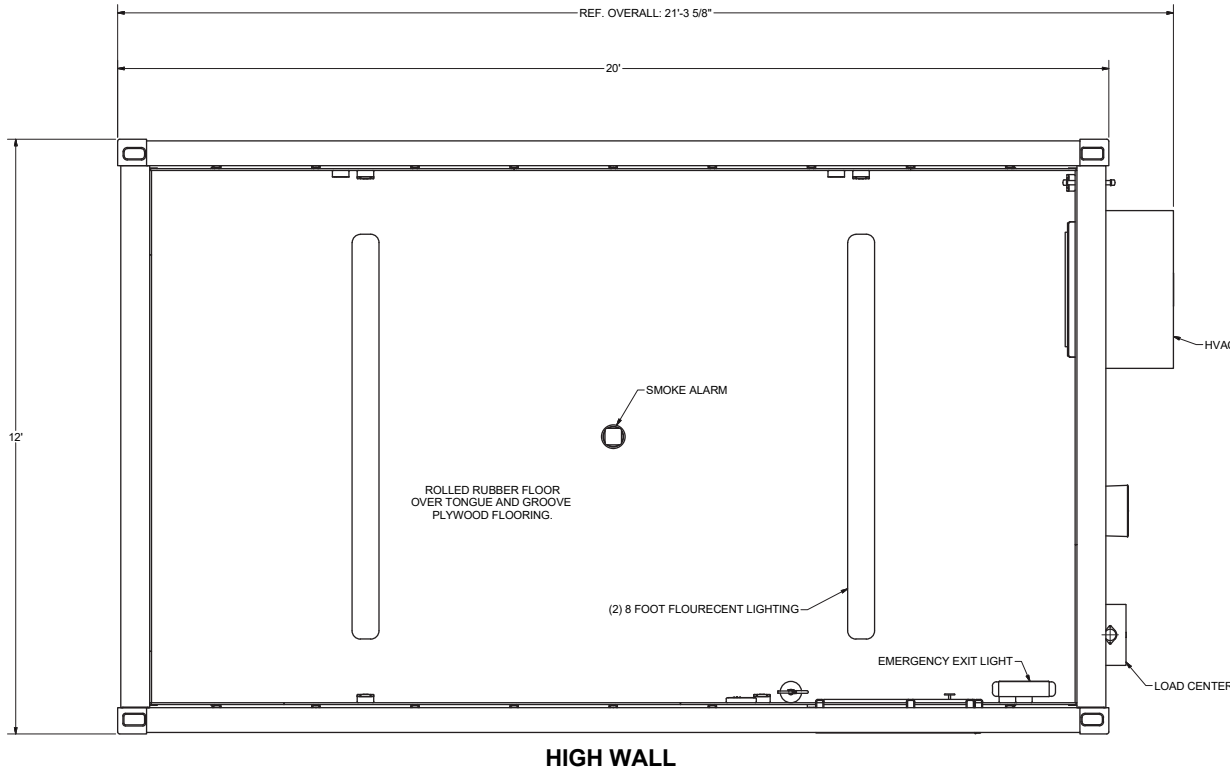 REF. OVERALL: 21'-3 5/8"
20'
12'
HVAC
SMOKE ALARM
ROLLED RUBBER FLOOR
OVER TONGUE AND GROOVE
PLYWOOD FLOORING.
(2) 8 FOOT FLOURECENT LIGHTING
EMERGENCY EXIT LIGHT
LOAD CENTER
HIGH WALL